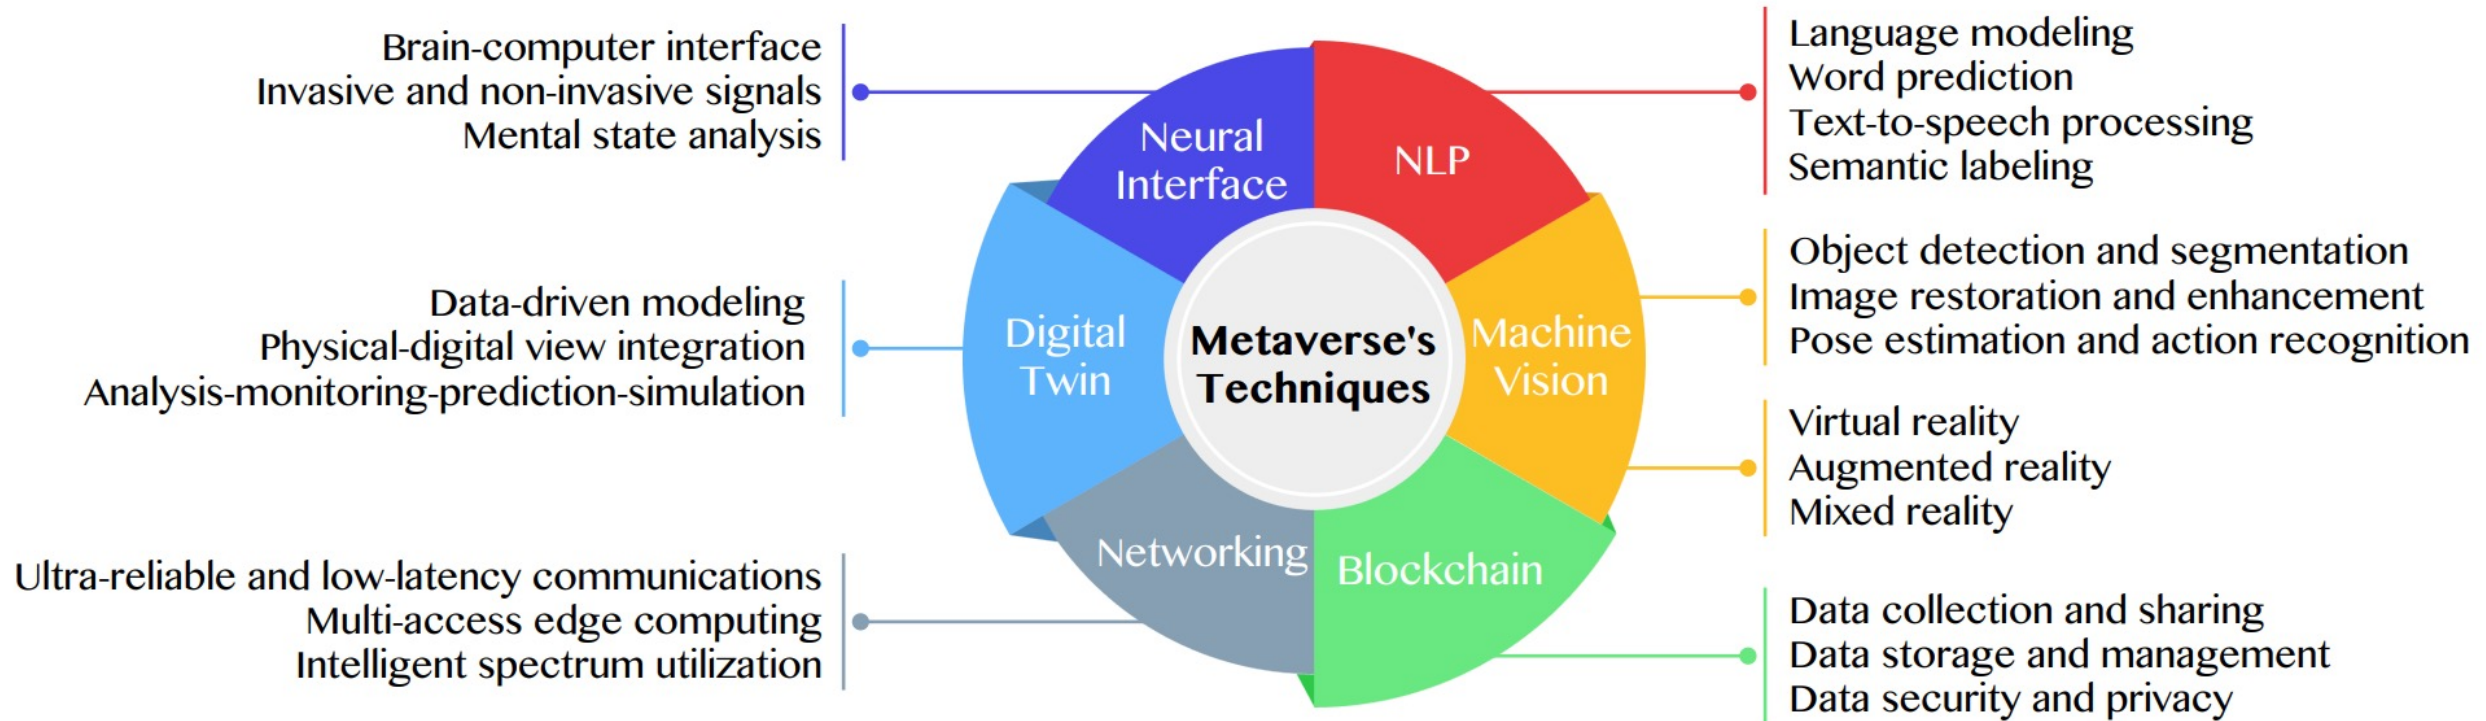 Brain-computer interface
Invasive and non-invasive signals
Mental state analysis
Data-driven modeling
Physical-digital view integration
Analysis-monitoring-prediction-simulation
Ultra-reliable and low-latency communications
Multi-access edge computing
Intelligent spectrum utilization
Neural
Interface
NLP
Digital
Twin
Metaverse's
Techniques
Machine
Vision
Networking
Blockchain
Language modeling
Word prediction
Text-to-speech processing
Semantic labeling
Object detection and segmentation
Image restoration and enhancement
Pose estimation and action recognition
Virtual reality
Augmented reality
Mixed reality
Data collection and sharing
Data storage and management
Data security and privacy